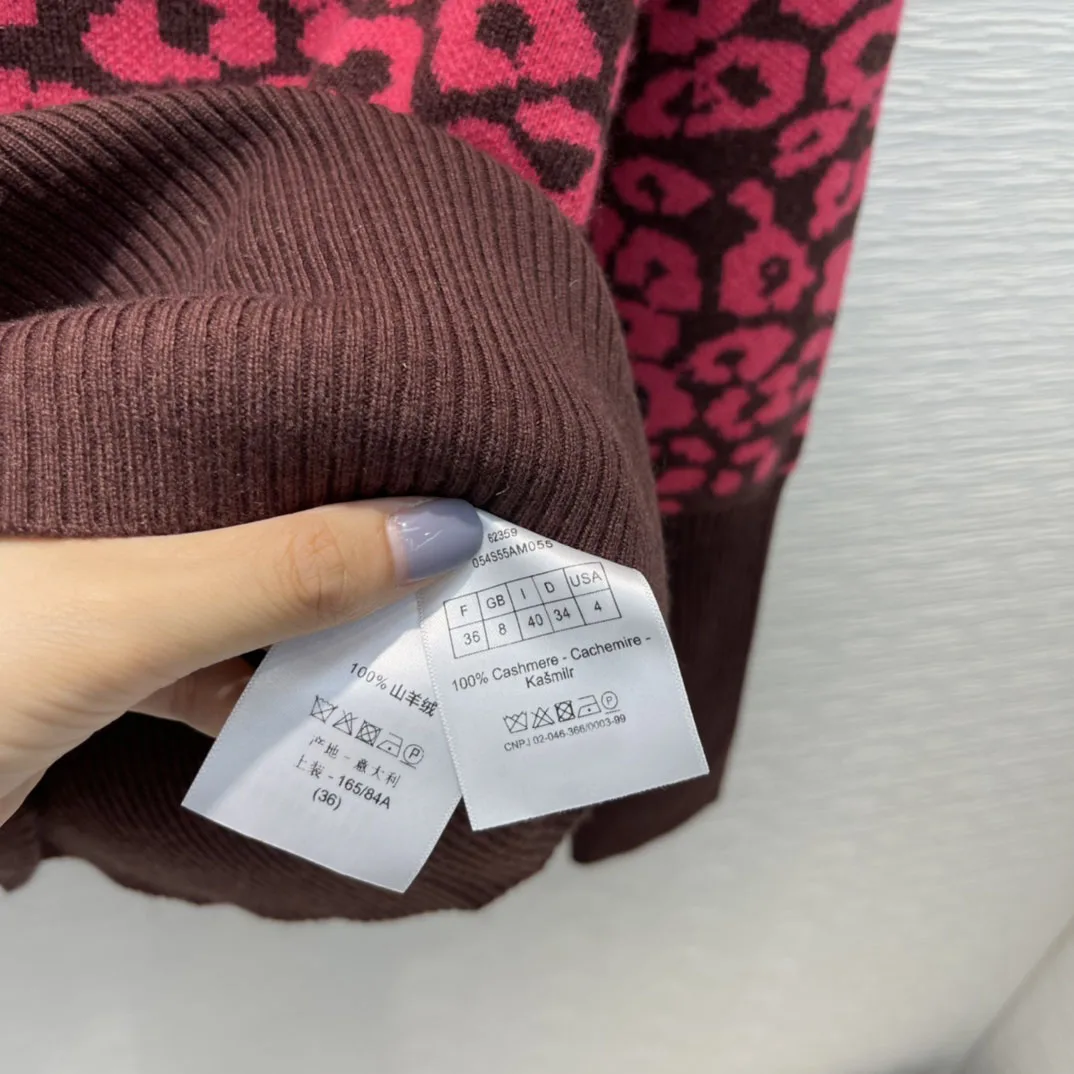 62359
054S55AM055
F GB I D USA
36 8 40 34 4
100% Cashmere - Cachemire -
Kašmilr
CNPJ 02-046-366/0003-99
100% 山羊绒
P
产地 - 意大利
上装 - 165/84A
(36)
P